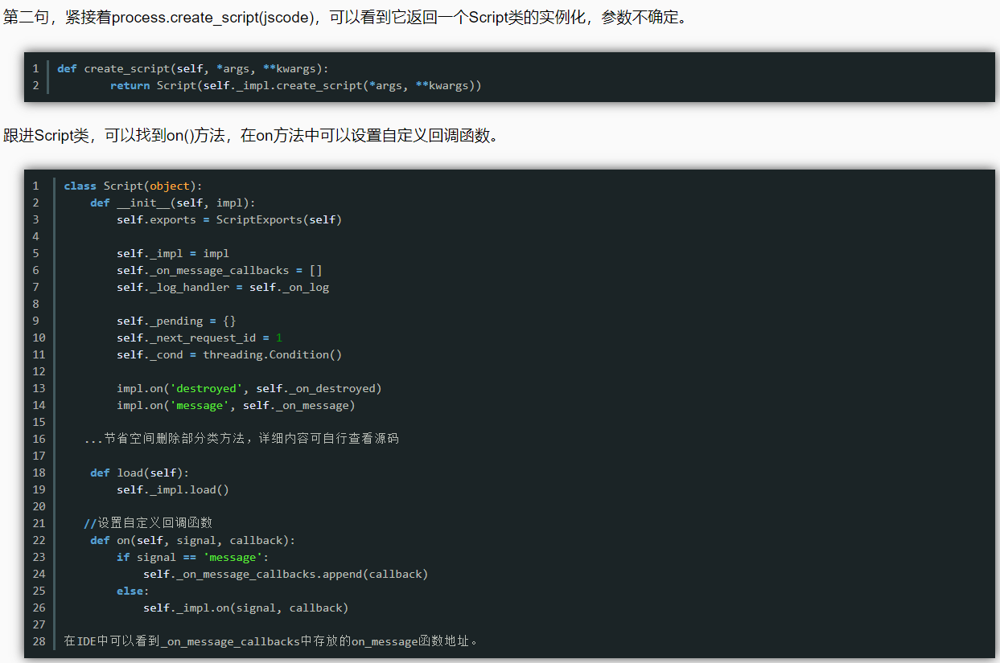 第二句，紧接着process.create_script(jscode)，可以看到它返回一个Script类的实例化，参数不确定。
1 def create_script(self, *args, **kwargs):
2         return Script(self._impl.create_script(*args, **kwargs))
跟进Script类，可以找到on()方法，在on方法中可以设置自定义回调函数。
1 class Script(object):
2     def __init__(self, impl):
3         self.exports = ScriptExports(self)
4
5         self._impl = impl
6         self._on_message_callbacks = []
7         self._log_handler = self._on_log
8
9         self._pending = {}
10         self._next_request_id = 1
11         self._cond = threading.Condition()
12
13         impl.on('destroyed', self._on_destroyed)
14         impl.on('message', self._on_message)
15
16    ...节省空间删除部分类方法，详细内容可自行查看源码
17
18     def load(self):
19         self._impl.load()
20
21    //设置自定义回调函数
22     def on(self, signal, callback):
23         if signal == 'message':
24             self._on_message_callbacks.append(callback)
25         else:
26             self._impl.on(signal, callback)
27
28 在IDE中可以看到_on_message_callbacks中存放的on_message函数地址。